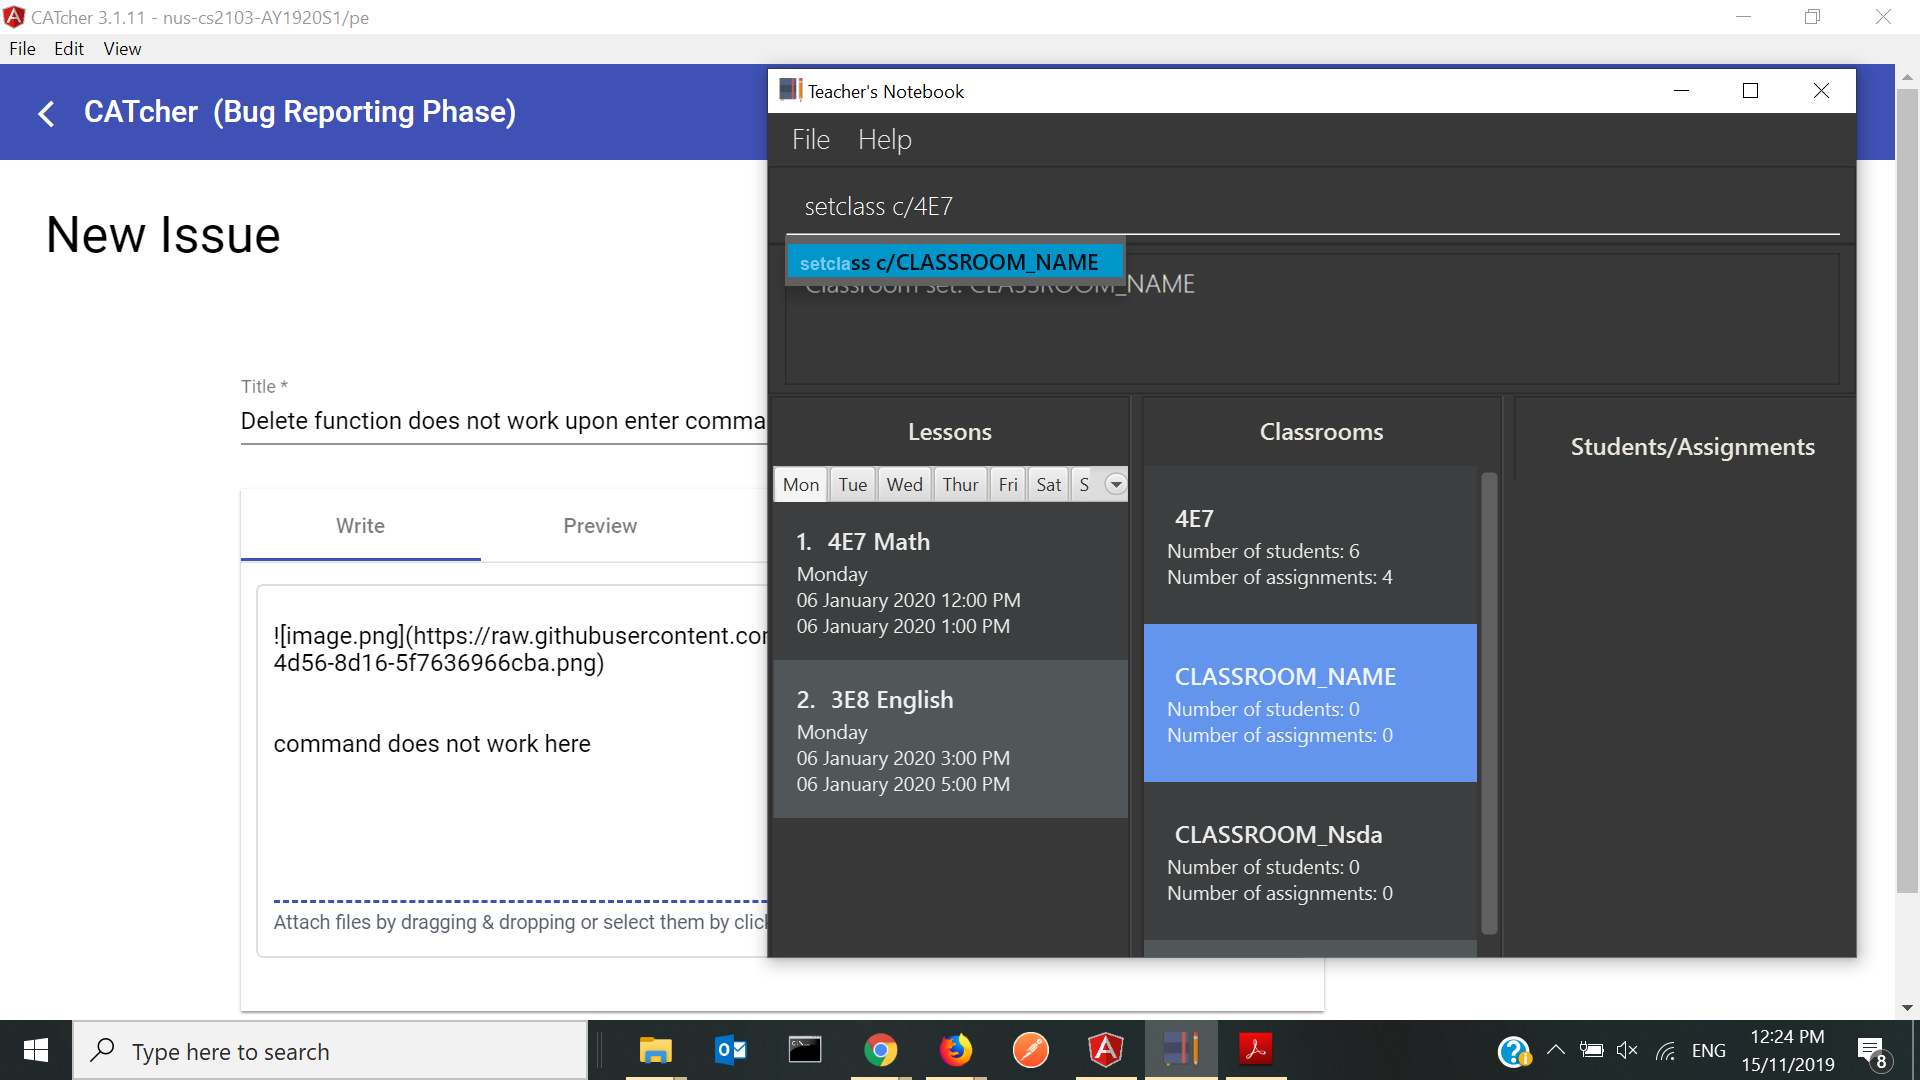 CATcher 3.1.11 - nus-cs2103-AY1920S1/pe
File Edit View
CATcher (Bug Reporting Phase)
New Issue
Title *
Delete function does not work upon enter comma
Write Preview
![image.png](https://raw.githubusercontent.co
4d56-8d16-5f7636966cba.png)
command does not work here
Attach files by dragging & dropping or select them by clic
Teacher's Notebook
File Help
setclass c/4E7
setclass c/CLASSROOM_NAME
Classroom set: CLASSROOM_NAME
Lessons
Mon Tue Wed Thur Fri Sat S
1. 4E7 Math
Monday
06 January 2020 12:00 PM
06 January 2020 1:00 PM
2. 3E8 English
Monday
06 January 2020 3:00 PM
06 January 2020 5:00 PM
Classrooms
4E7
Number of students: 6
Number of assignments: 4
CLASSROOM_NAME
Number of students: 0
Number of assignments: 0
CLASSROOM_Nsda
Number of students: 0
Number of assignments: 0
Students/Assignments
Type here to search
ENG
12:24 PM
15/11/2019
8